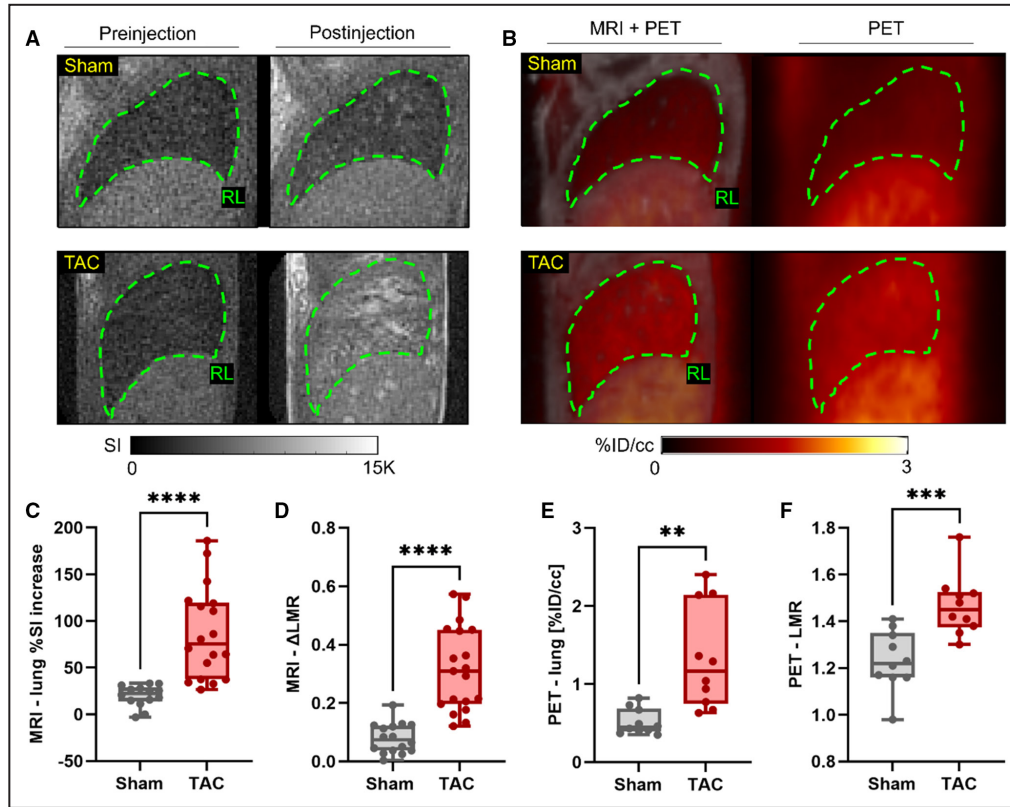 A
Preinjection
Postinjection
Sham
RL
TAC
RL
SI
0
15K
B
MRI + PET
PET
Sham
TAC
RL
%ID/cc
0
3
C
****
MRI - lung %SI increase
200
150
100
50
0
-50
Sham
TAC
D
****
MRI - ΔLMR
0.8
0.6
0.4
0.2
0.0
Sham
TAC
E
**
PET - lung [%ID/cc]
3
2
1
0
Sham
TAC
F
***
PET - LMR
1.8
1.6
1.4
1.2
1.0
0.8
Sham
TAC